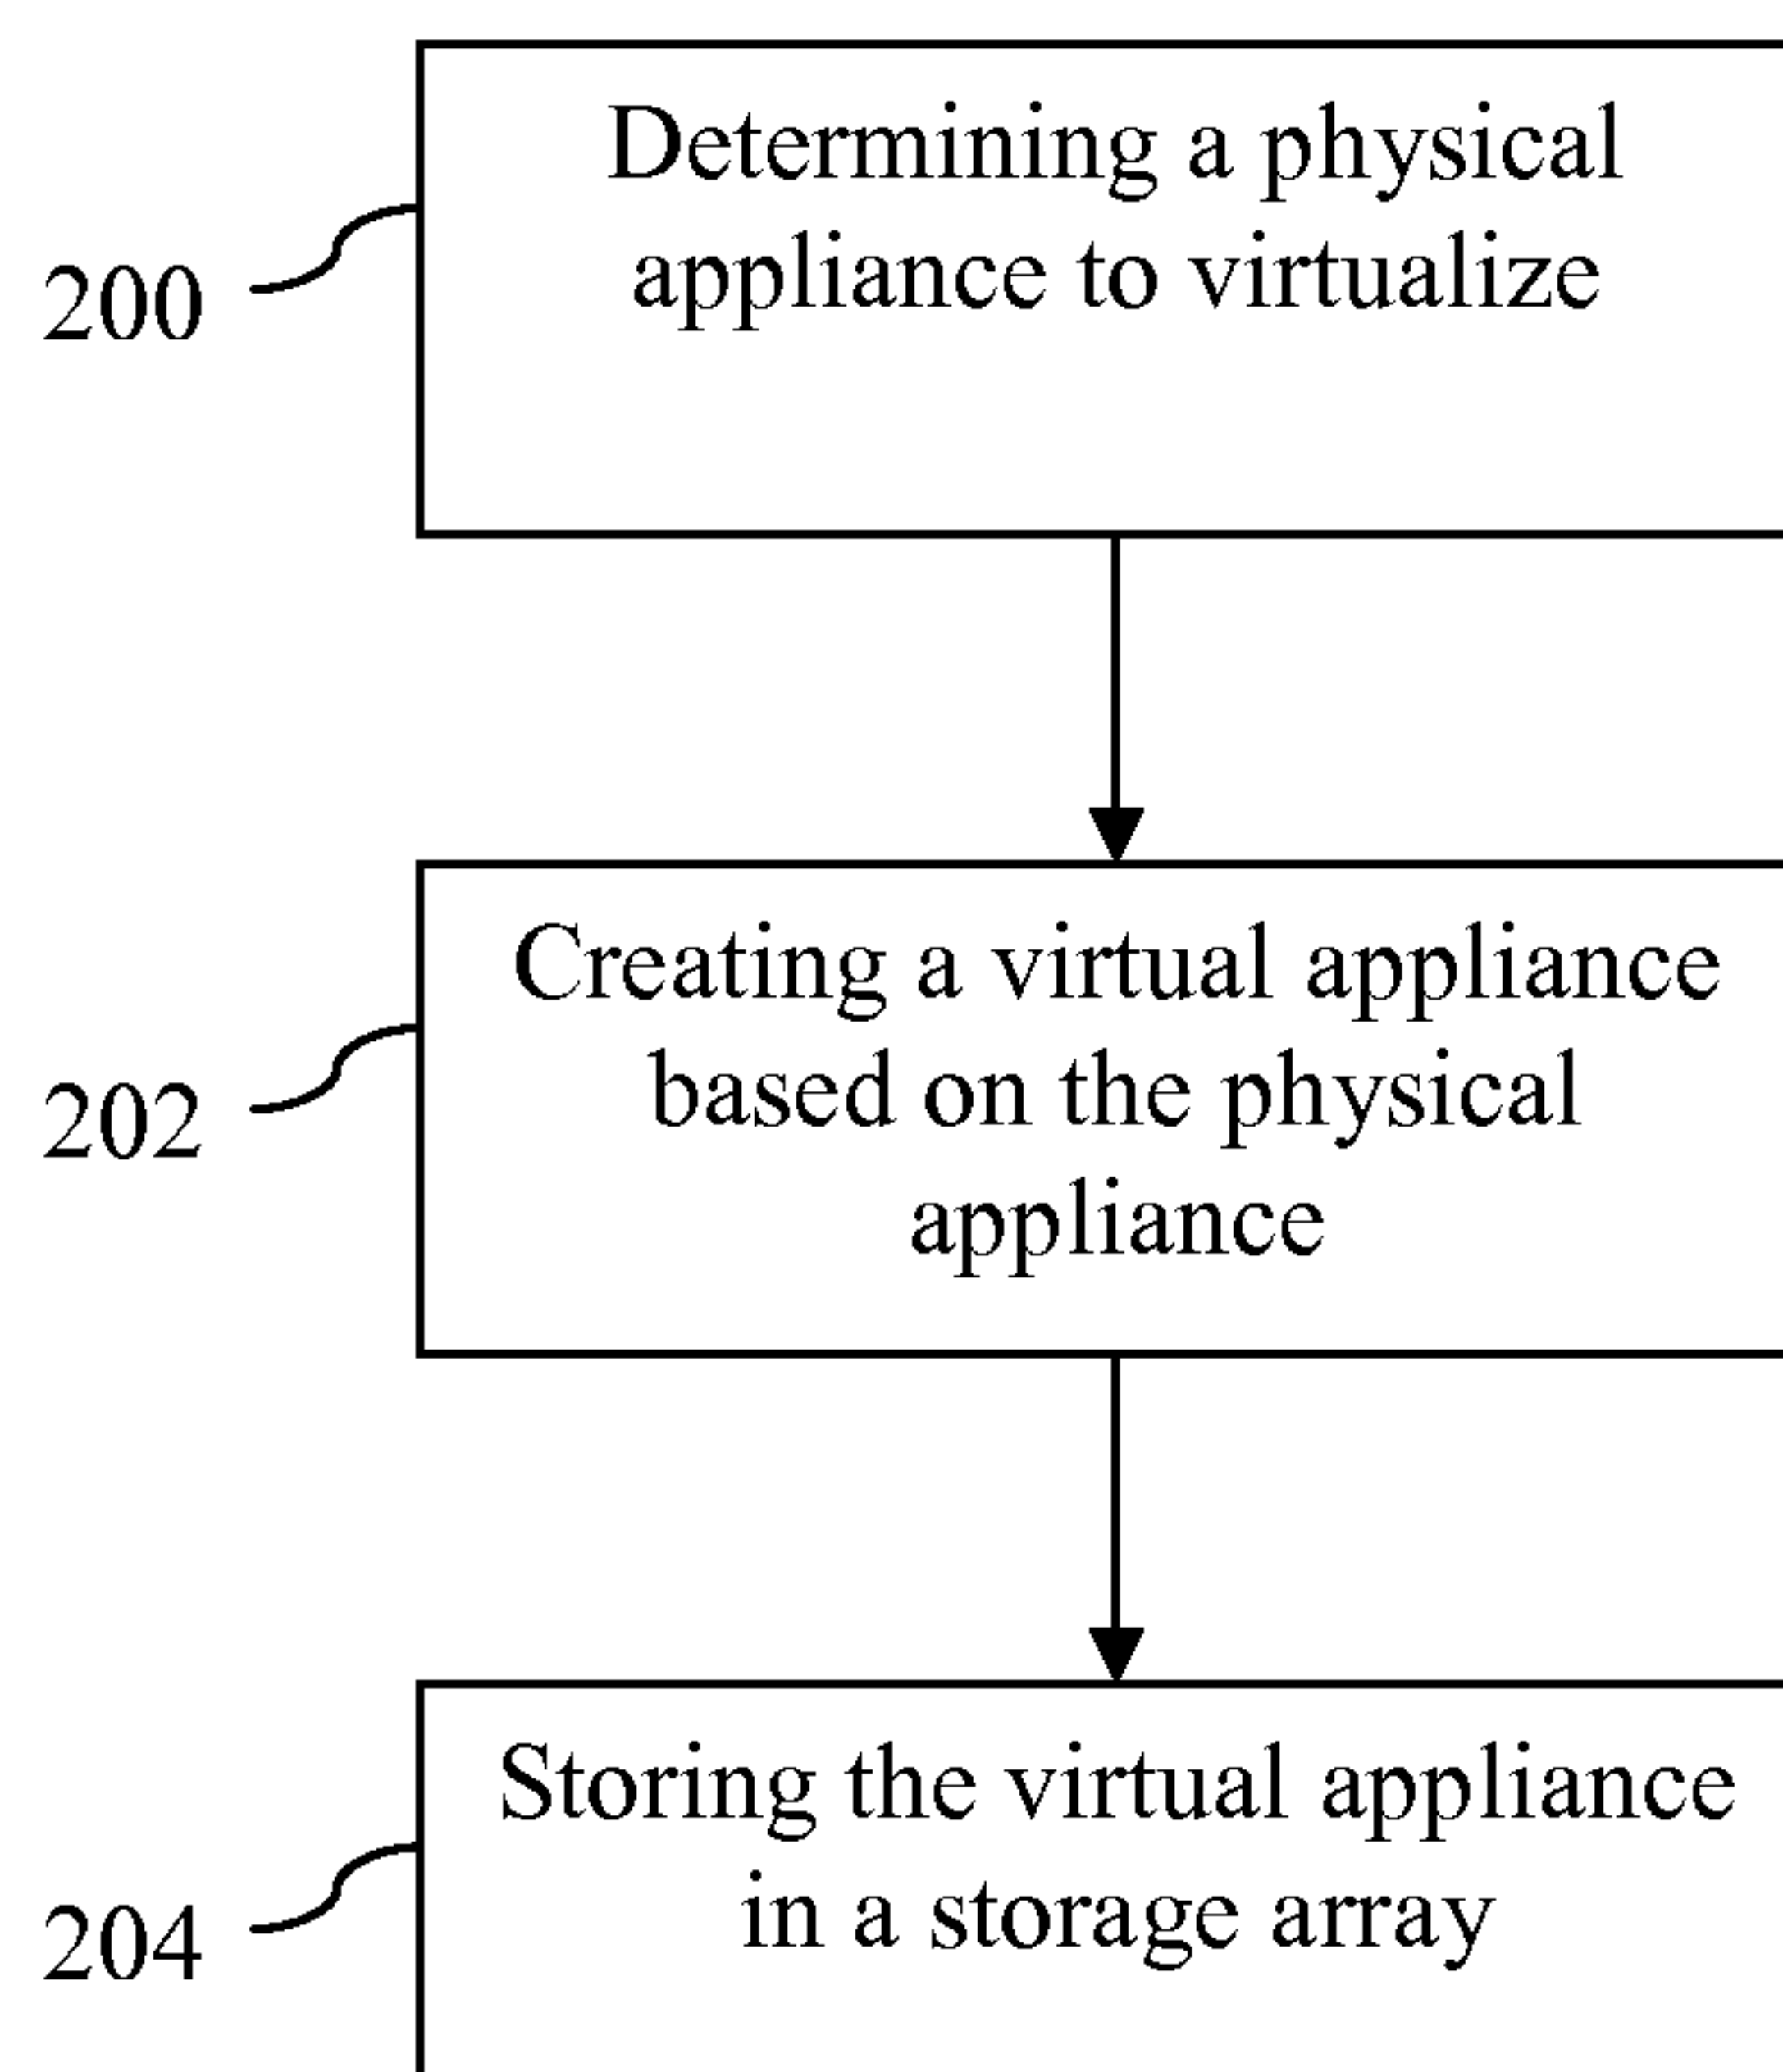 Determining a physical
appliance to virtualize
200
Creating a virtual appliance
based on the physical
appliance
202
Storing the virtual appliance
in a storage array
204